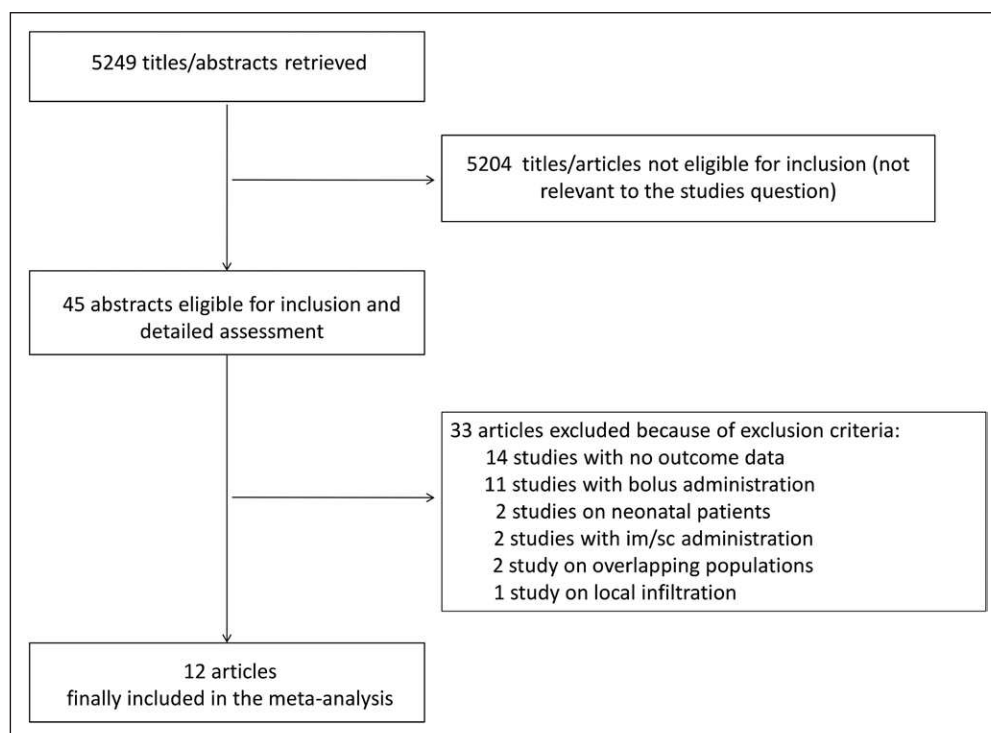 5249 titles/abstracts retrieved
5204 titles/articles not eligible for inclusion (not
relevant to the studies question)
45 abstracts eligible for inclusion and
detailed assessment
33 articles excluded because of exclusion criteria:
14 studies with no outcome data
11 studies with bolus administration
2 studies on neonatal patients
2 studies with im/sc administration
2 study on overlapping populations
1 study on local infiltration
12 articles
finally included in the meta-analysis